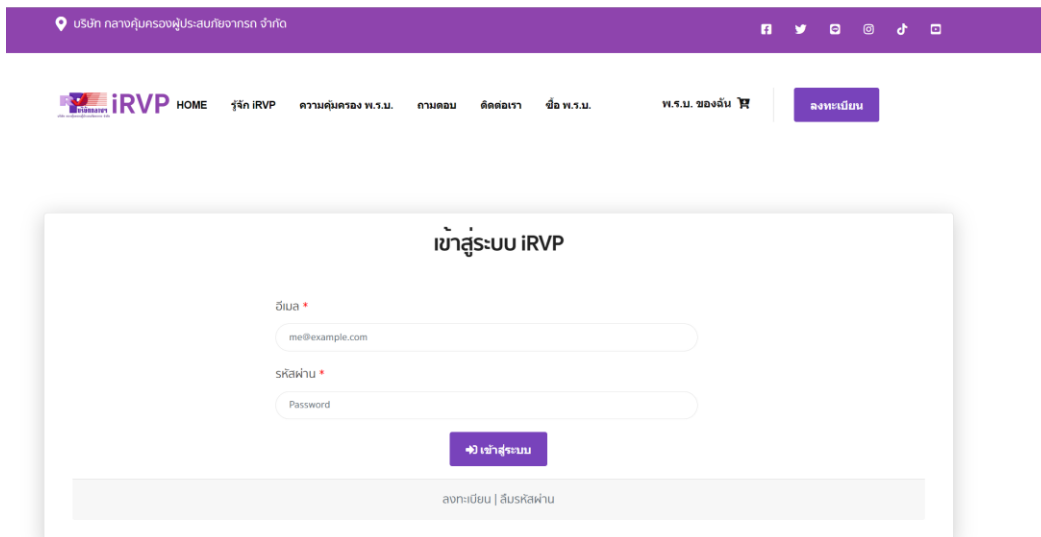 บริษัท กลางคุ้มครองผู้ประสบภัยจากรถ จำกัด
iRVP HOME รู้จัก iRVP ความคุ้มครอง พ.ร.บ. ถามตอบ ติดต่อเรา ซื้อ พ.ร.บ. พ.ร.บ. ของฉัน ลงทะเบียน
เข้าสู่ระบบ iRVP
อีเมล *
me@example.com
รหัสผ่าน *
Password
เข้าสู่ระบบ
ลงทะเบียน | ลืมรหัสผ่าน